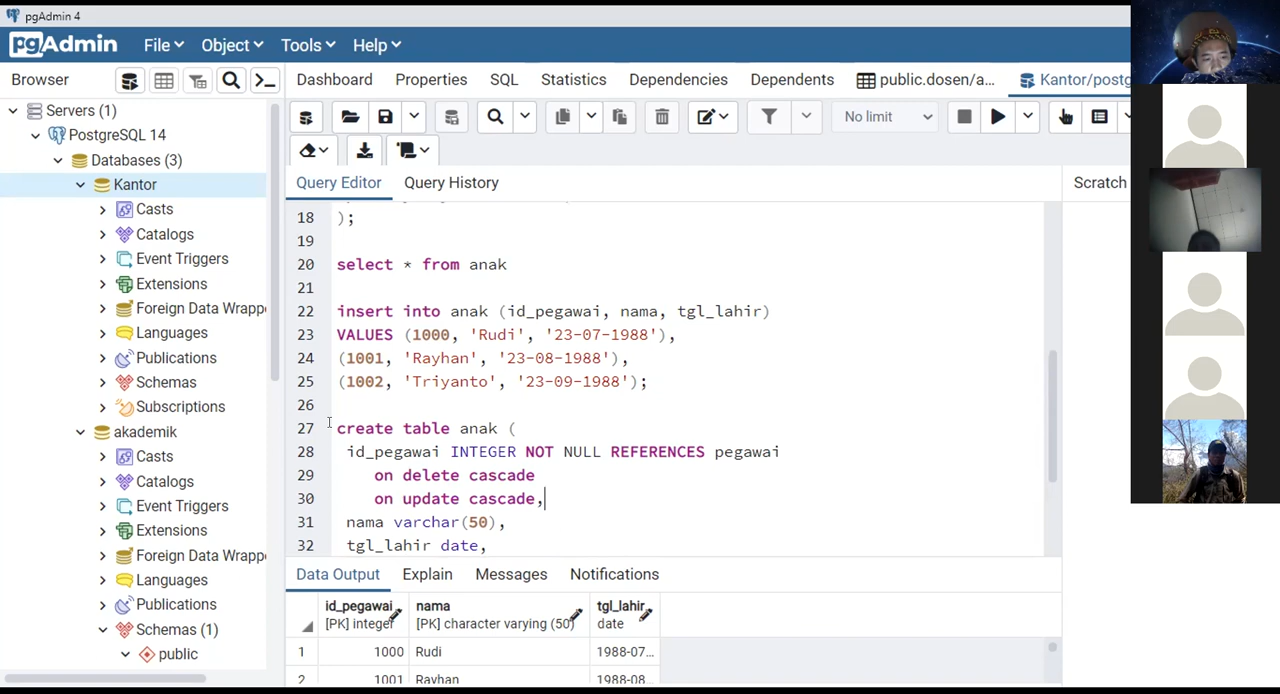 pgAdmin 4
pgAdmin File Object Tools Help
Browser
Dashboard Properties SQL Statistics Dependencies Dependents public.dosen/a... Kantor/postg
Servers (1)
PostgreSQL 14
Databases (3)
Kantor
Casts
Catalogs
Event Triggers
Extensions
Foreign Data Wrappe
Languages
Publications
Schemas
Subscriptions
akademik
Casts
Catalogs
Event Triggers
Extensions
Foreign Data Wrappe
Languages
Publications
Schemas (1)
public
No limit
Query Editor Query History
Scratch
18 );
19
20 select * from anak
21
22 insert into anak (id_pegawai, nama, tgl_lahir)
23 VALUES (1000, 'Rudi', '23-07-1988'),
24 (1001, 'Rayhan', '23-08-1988'),
25 (1002, 'Triyanto', '23-09-1988');
26
27 create table anak (
28 id_pegawai INTEGER NOT NULL REFERENCES pegawai
29 on delete cascade
30 on update cascade,
31 nama varchar(50),
32 tgl_lahir date,
Data Output Explain Messages Notifications
id_pegawai nama tgl_lahir
[PK] integer [PK] character varying (50) date
1 1000 Rudi 1988-07...
2 1001 Rayhan 1988-08...